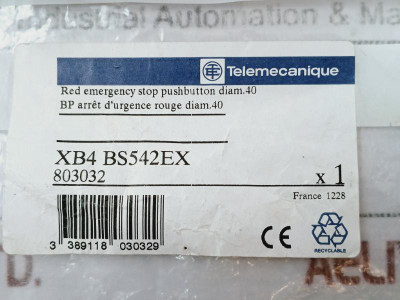 Industrial Automation & Ma
Telemecanique
Red emergency stop pushbutton diam.40
BP arrêt d'urgence rouge diam.40
XB4 BS542EX
803032
x 1
France 1228
3 389118 030329
CE
RECYCLABLE
D.